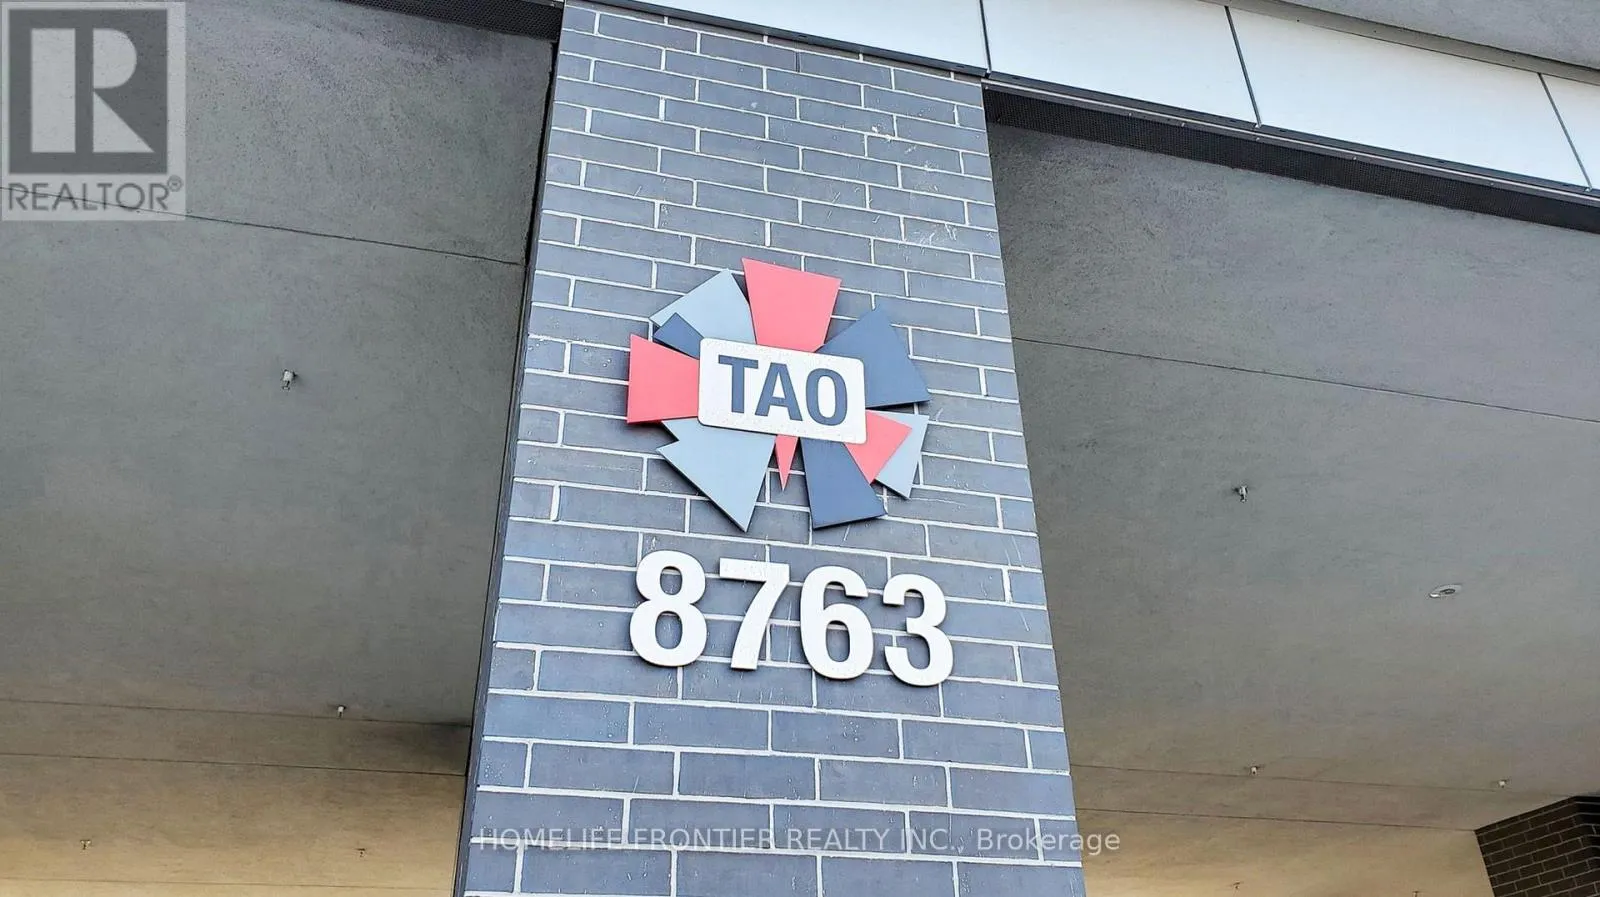 REALTOR®
TAO
8763
HOMELIFE FRONTIER REALTY INC., Brokerage